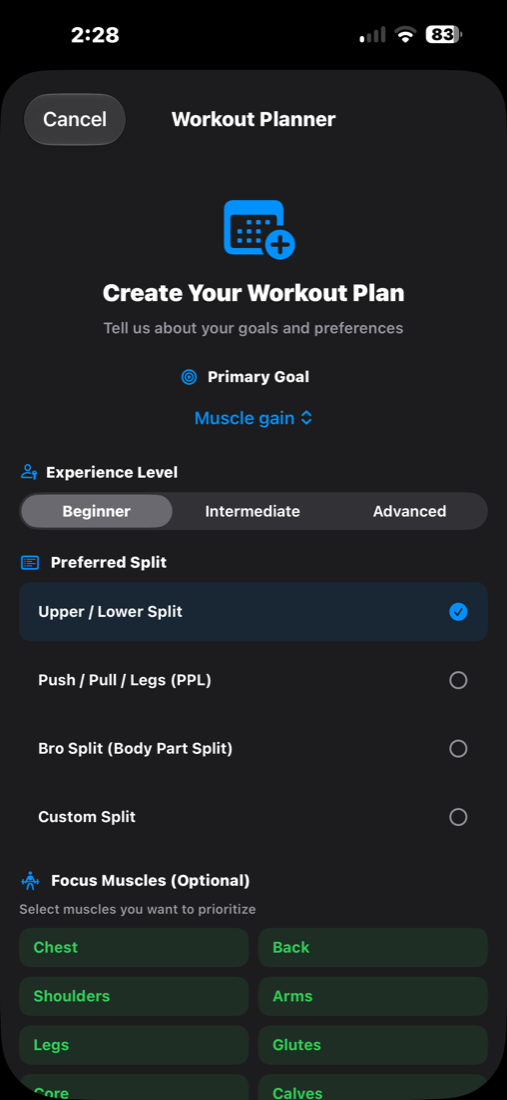 2:28
83
Cancel
Workout Planner
Create Your Workout Plan
Tell us about your goals and preferences
Primary Goal
Muscle gain
Experience Level
Beginner
Intermediate
Advanced
Preferred Split
Upper / Lower Split
Push / Pull / Legs (PPL)
Bro Split (Body Part Split)
Custom Split
Focus Muscles (Optional)
Select muscles you want to prioritize
Chest
Back
Shoulders
Arms
Legs
Glutes
Core
Calves